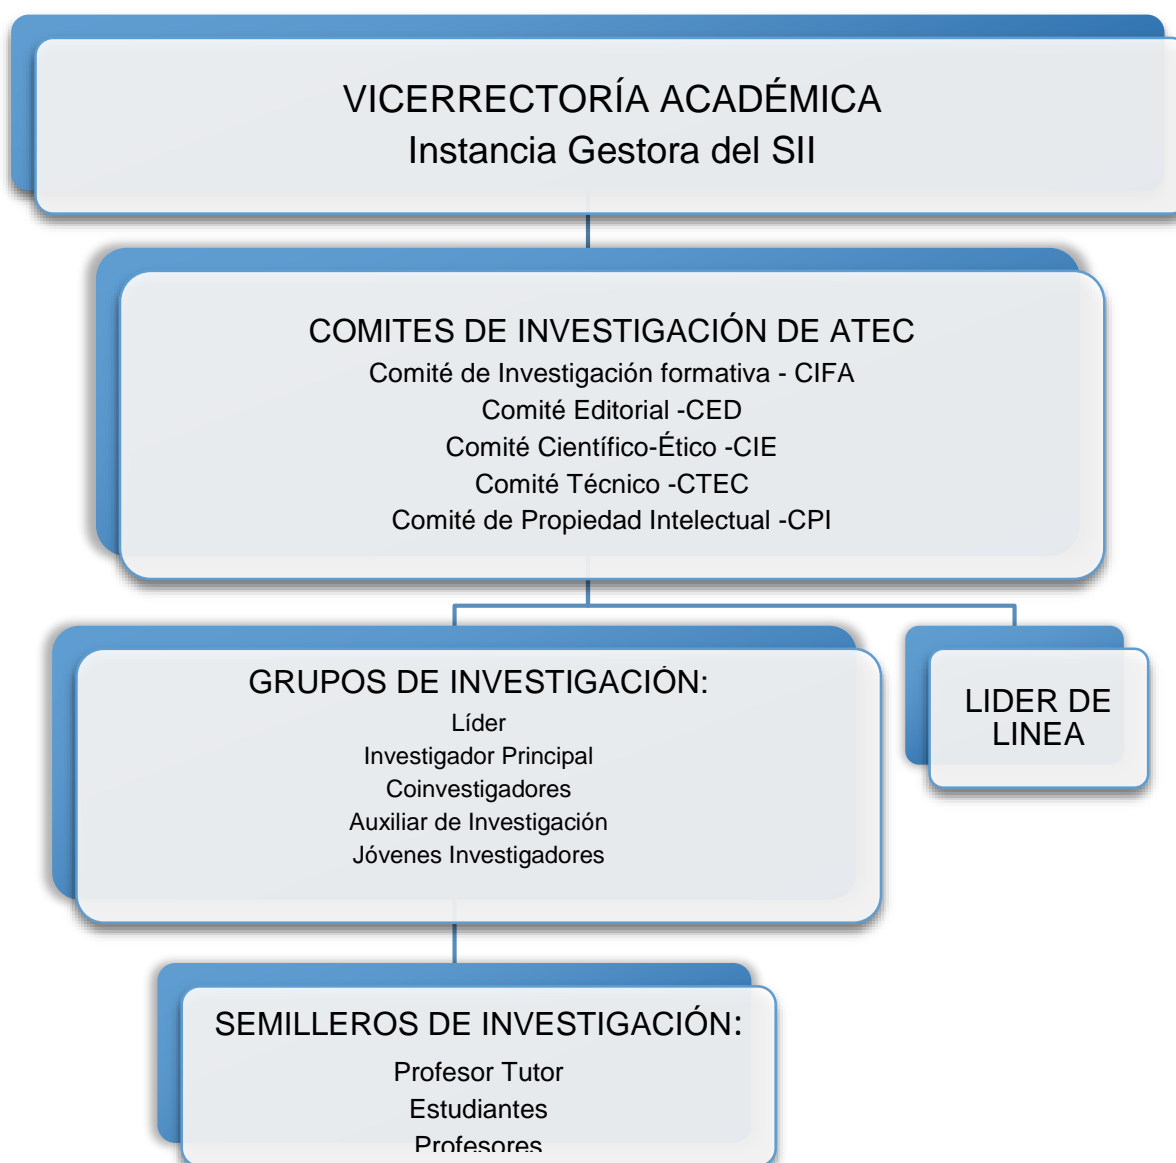 VICERRECTORÍA ACADÉMICA
Instancia Gestora del SII
COMITES DE INVESTIGACIÓN DE ATEC
Comité de Investigación formativa - CIFA
Comité Editorial -CED
Comité Científico-Ético -CIE
Comité Técnico -CTEC
Comité de Propiedad Intelectual -CPI
GRUPOS DE INVESTIGACIÓN:
Líder
Investigador Principal
Coinvestigadores
Auxiliar de Investigación
Jóvenes Investigadores
LIDER DE
LINEA
SEMILLEROS DE INVESTIGACIÓN:
Profesor Tutor
Estudiantes
Profesores